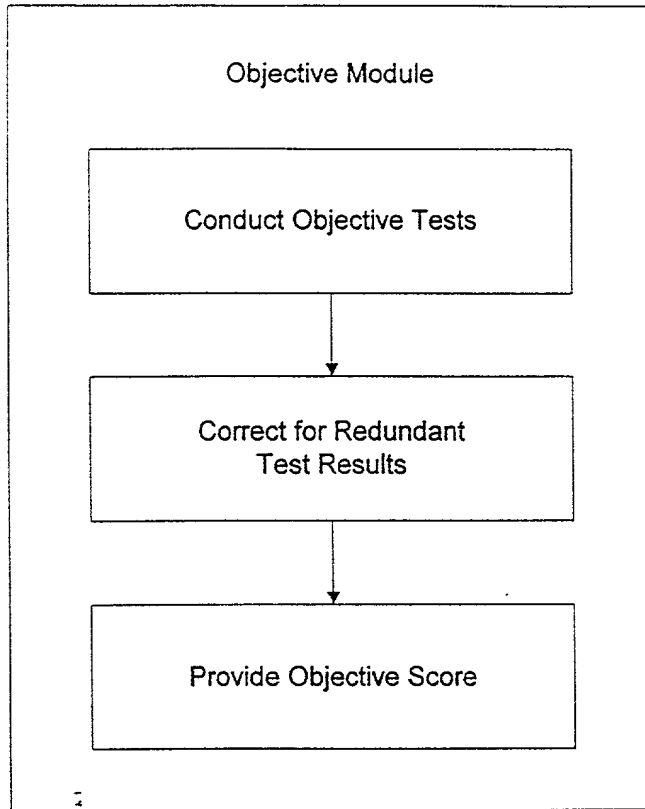 Objective Module
Conduct Objective Tests
Correct for Redundant
Test Results
Provide Objective Score